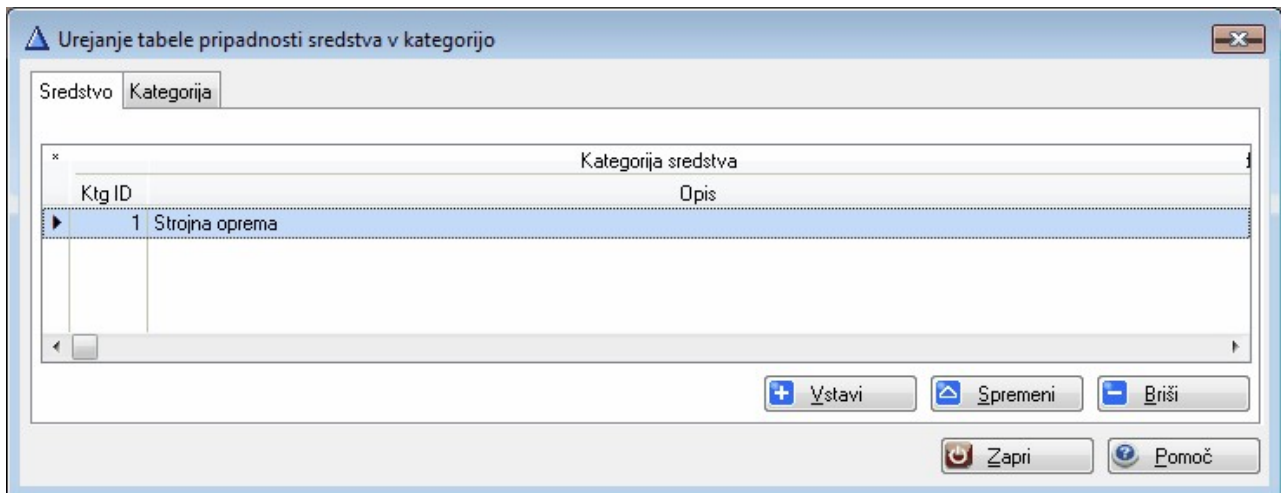 Urejanje tabele pripadnosti sredstva v kategorijo
Sredstvo Kategorija
Kategorija sredstva
Ktg ID Opis
1 Strojna oprema
Vstavi Spremeni Briši
Zapri Pomoč